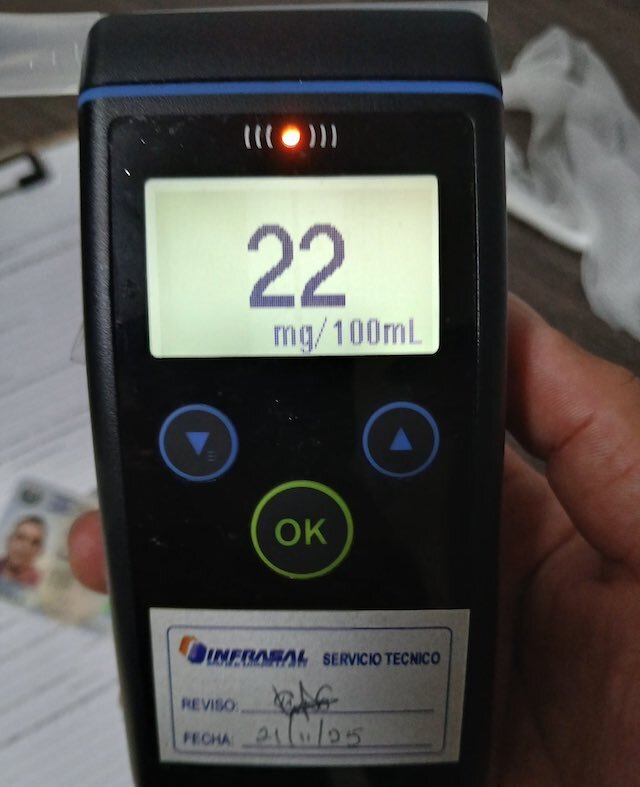 22
mg/100mL
OK
INFRASAL SERVICIO TECNICO
REVISO:
FECHA: 21/11/25